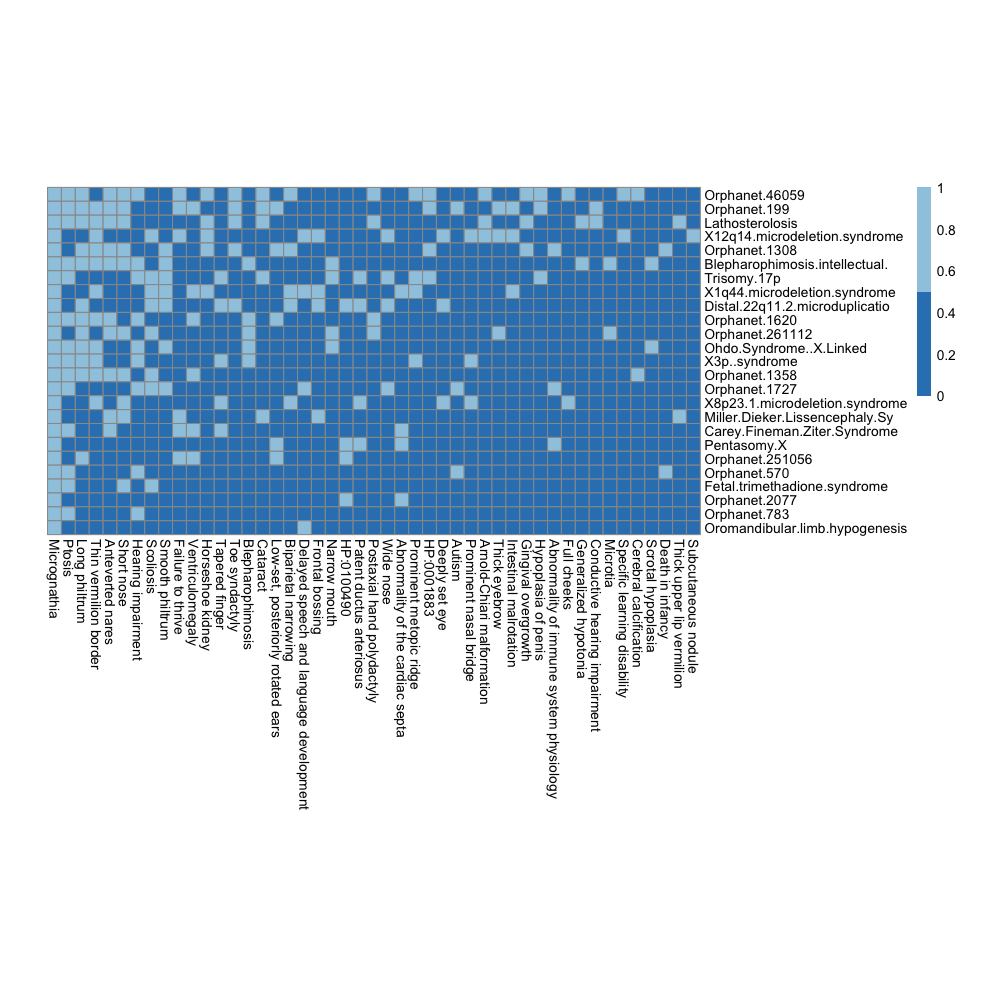 Orphanet.46059
Orphanet.199
Lathosterolosis
X12q14.microdeletion.syndrome
Orphanet.1308
Blepharophimosis.intellectual.
Trisomy.17p
X1q44.microdeletion.syndrome
Distal.22q11.2.microduplicatio
Orphanet.1620
Orphanet.261112
Ohdo.Syndrome..X.Linked
X3p..syndrome
Orphanet.1358
Orphanet.1727
X8p23.1.microdeletion.syndrome
Miller.Dieker.Lissencephaly.Sy
Carey.Fineman.Ziter.Syndrome
Pentasomy.X
Orphanet.251056
Orphanet.570
Fetal.trimethadione.syndrome
Orphanet.2077
Orphanet.783
Oromandibular.limb.hypogenesis
1
0.8
0.6
0.4
0.2
0
Micrognathia
Ptosis
Long philtrum
Thin vermilion border
Anteverted nares
Short nose
Hearing impairment
Scoliosis
Smooth philtrum
Failure to thrive
Ventriculomegaly
Horseshoe kidney
Tapered finger
Toe syndactyly
Blepharophimosis
Cataract
Low-set, posteriorly rotated ears
Biparietal narrowing
Delayed speech and language development
Frontal bossing
Narrow mouth
HP:0100490
Patent ductus arteriosus
Postaxial hand polydactyly
Wide nose
Abnormality of the cardiac septa
Prominent metopic ridge
HP:0001883
Deeply set eye
Autism
Prominent nasal bridge
Arnold-Chiari malformation
Thick eyebrow
Intestinal malrotation
Gingival overgrowth
Hypoplasia of penis
Abnormality of immune system physiology
Full cheeks
Generalized hypotonia
Conductive hearing impairment
Microtia
Specific learning disability
Cerebral calcification
Scrotal hypoplasia
Death in infancy
Thick upper lip vermilion
Subcutaneous nodule